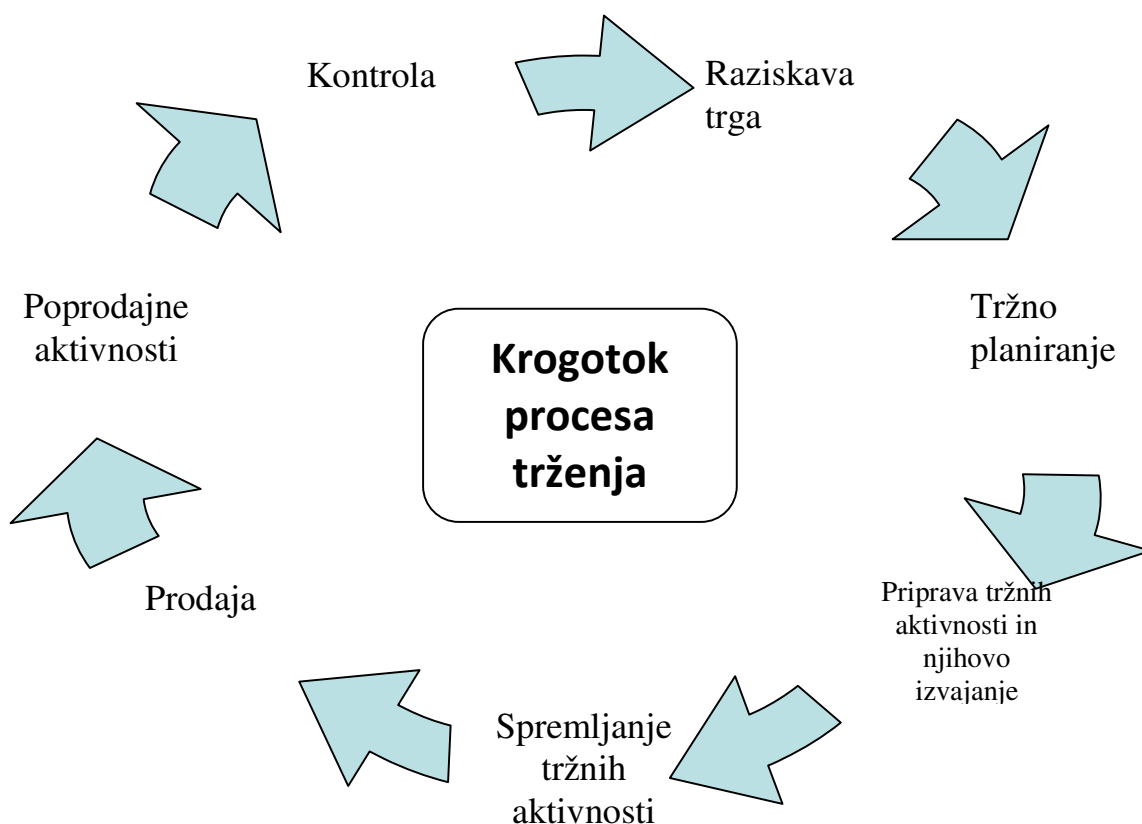 Kontrola
Raziskava
trga
Tržno
planiranje
Priprava tržnih
aktivnosti in
njihovo
izvajanje
Spremljanje
tržnih
aktivnosti
Prodaja
Poprodajne
aktivnosti
Krogotok
procesa
trženja